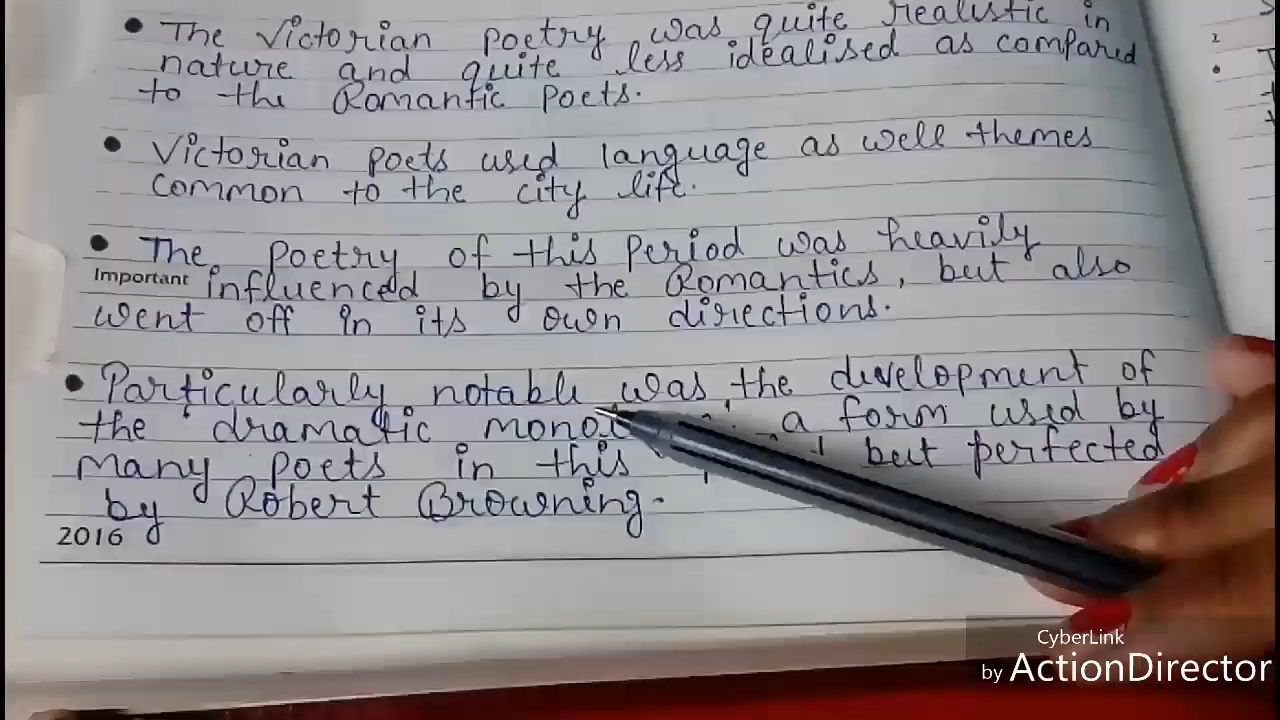 • The Victorian poetry was quite realistic in
nature and quite less idealised as compared
to the Romantic Poets.
• Victorian poets used language as well themes
common to the city life.
• The Poetry of this Period was heavily
Important influenced by the Romantics, but also
went off in its own directions.
• Particularly notable was the development of
the dramatic a form used by
many poets in this but perfected
by Robert Browning.
2016
2
CyberLink
by ActionDirector